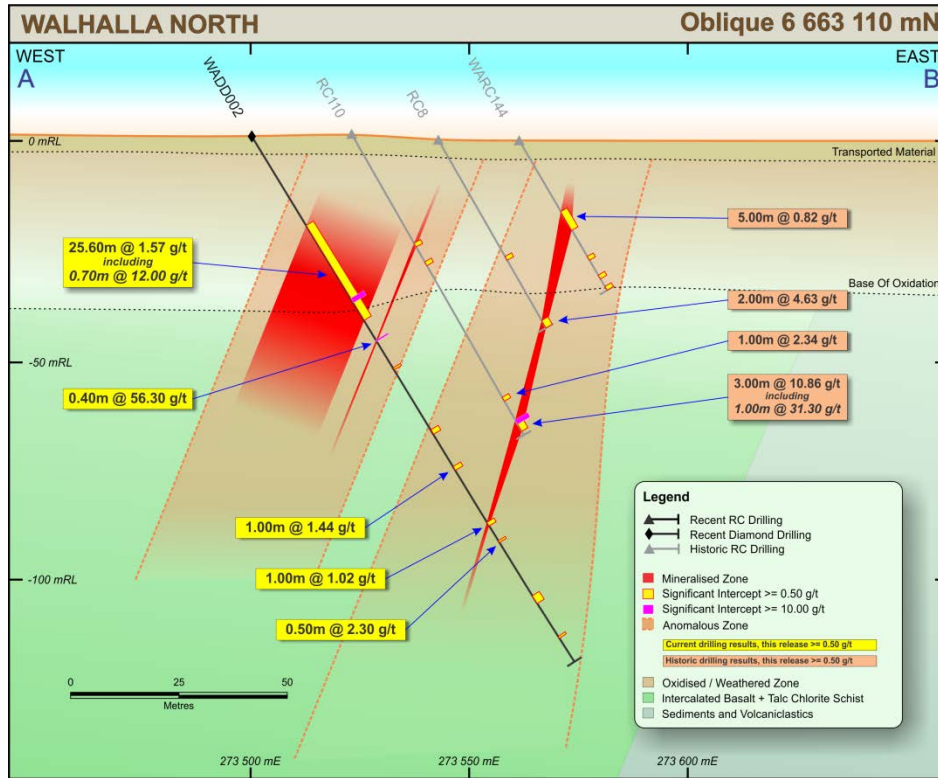 WALHALLA NORTH
Oblique 6 663 110 mN
WEST
EAST
A
B
WADD002
RC110
RC8
WARC144
0 mRL
Transported Material
5.00m @ 0.82 g/t
25.60m @ 1.57 g/t
including
0.70m @ 12.00 g/t
Base Of Oxidation
2.00m @ 4.63 g/t
1.00m @ 2.34 g/t
-50 mRL
3.00m @ 10.86 g/t
including
1.00m @ 31.30 g/t
0.40m @ 56.30 g/t
1.00m @ 1.44 g/t
1.00m @ 1.02 g/t
-100 mRL
0.50m @ 2.30 g/t
Legend
Recent RC Drilling
Recent Diamond Drilling
Historic RC Drilling
Mineralised Zone
Significant Intercept >= 0.50 g/t
Significant Intercept >= 10.00 g/t
Anomalous Zone
Current drilling results, this release >= 0.50 g/t
Historic drilling results, this release >= 0.50 g/t
Oxidised / Weathered Zone
Intercalated Basalt + Talc Chlorite Schist
Sediments and Volcaniclastics
0 25 50
Metres
273 500 mE
273 550 mE
273 600 mE